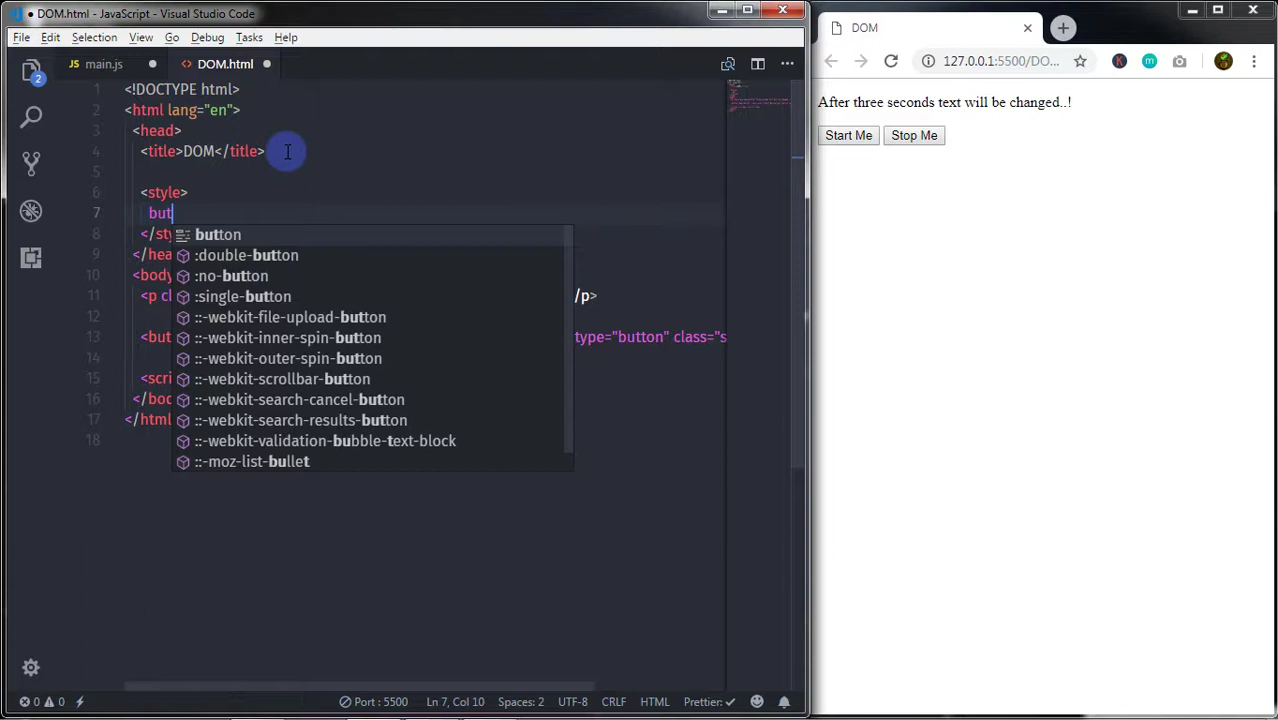 DOM.html - JavaScript - Visual Studio Code
File Edit Selection View Go Debug Tasks Help
JS main.js
<> DOM.html
2
1 <!DOCTYPE html>
2 <html lang="en">
3 <head>
4 <title>DOM</title>
5
6 <style>
7 but
8 </sty
9 </hea
10 <body
11 <p cl /p>
12
13 <but type="button" class="s
14
15 <scri
16 </boo
17 </html
18
button
:double-button
:no-button
:single-button
::-webkit-file-upload-button
::-webkit-inner-spin-button
::-webkit-outer-spin-button
::-webkit-scrollbar-button
::-webkit-search-cancel-button
::-webkit-search-results-button
::-webkit-validation-bubble-text-block
::-moz-list-bullet
0 0 Port : 5500 Ln 7, Col 10 Spaces: 2 UTF-8 CRLF HTML Prettier: ✓
DOM
127.0.0.1:5500/DO...
K m
After three seconds text will be changed..!
Start Me Stop Me